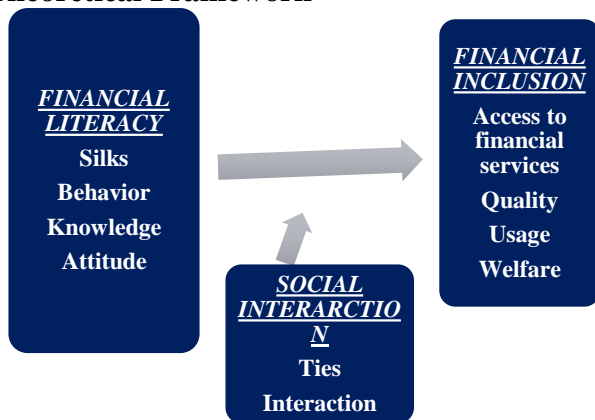 Theoretical Framework
FINANCIAL
LITERACY
Silks
Behavior
Knowledge
Attitude
FINANCIAL
INCLUSION
Access to
financial
services
Quality
Usage
Welfare
SOCIAL
INTERARCTIO
N
Ties
Interaction